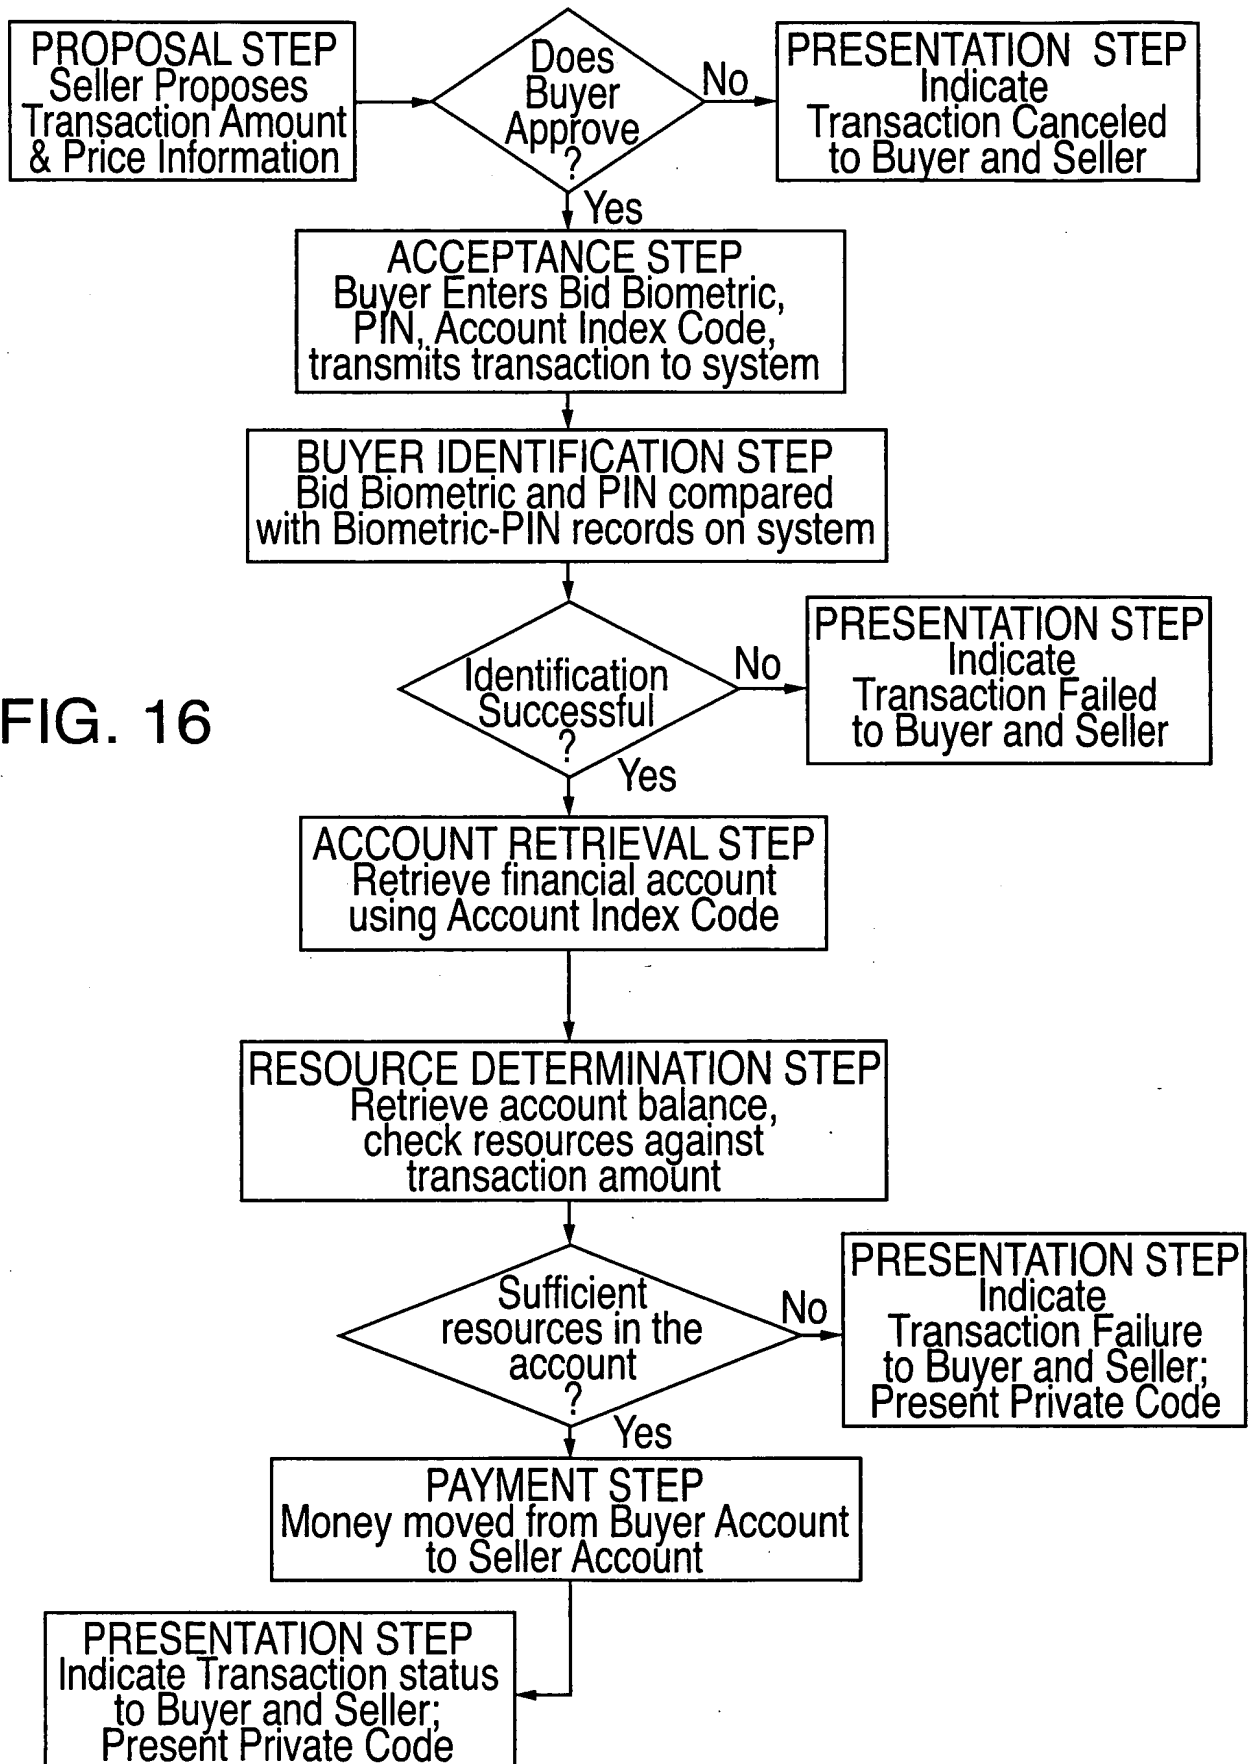 PROPOSAL STEP
Seller Proposes
Transaction Amount
& Price Information
Does
Buyer
Approve
?
No
PRESENTATION STEP
Indicate
Transaction Canceled
to Buyer and Seller
Yes
ACCEPTANCE STEP
Buyer Enters Bid Biometric,
PIN, Account Index Code,
transmits transaction to system
BUYER IDENTIFICATION STEP
Bid Biometric and PIN compared
with Biometric-PIN records on system
Identification
Successful
?
No
PRESENTATION STEP
Indicate
Transaction Failed
to Buyer and Seller
FIG. 16
Yes
ACCOUNT RETRIEVAL STEP
Retrieve financial account
using Account Index Code
RESOURCE DETERMINATION STEP
Retrieve account balance,
check resources against
transaction amount
Sufficient
resources in the
account
?
No
PRESENTATION STEP
Indicate
Transaction Failure
to Buyer and Seller;
Present Private Code
Yes
PAYMENT STEP
Money moved from Buyer Account
to Seller Account
PRESENTATION STEP
Indicate Transaction status
to Buyer and Seller;
Present Private Code